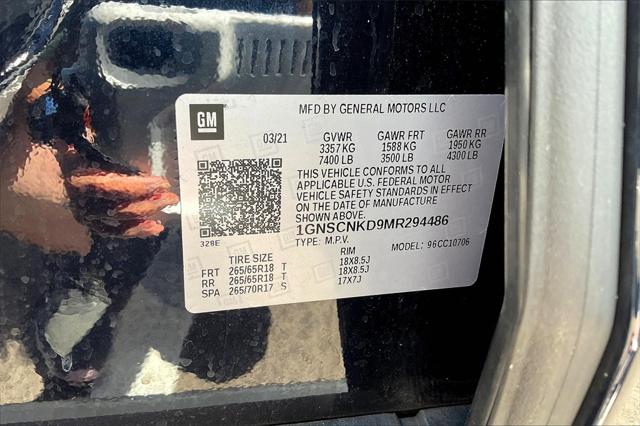 GM
MFD BY GENERAL MOTORS LLC
03/21 GVWR GAWR FRT GAWR RR
3357 KG 1588 KG 1950 KG
7400 LB 3500 LB 4300 LB
THIS VEHICLE CONFORMS TO ALL
APPLICABLE U.S. FEDERAL MOTOR
VEHICLE SAFETY STANDARDS IN EFFECT
ON THE DATE OF MANUFACTURE
SHOWN ABOVE.
1GNSCNKD9MR294486
328E TYPE: M.P.V. MODEL: 96CC10706
TIRE SIZE RIM
FRT 265/65R18 T 18X8.5J
RR 265/65R18 T 18X8.5J
SPA 265/70R17 S 17X7J